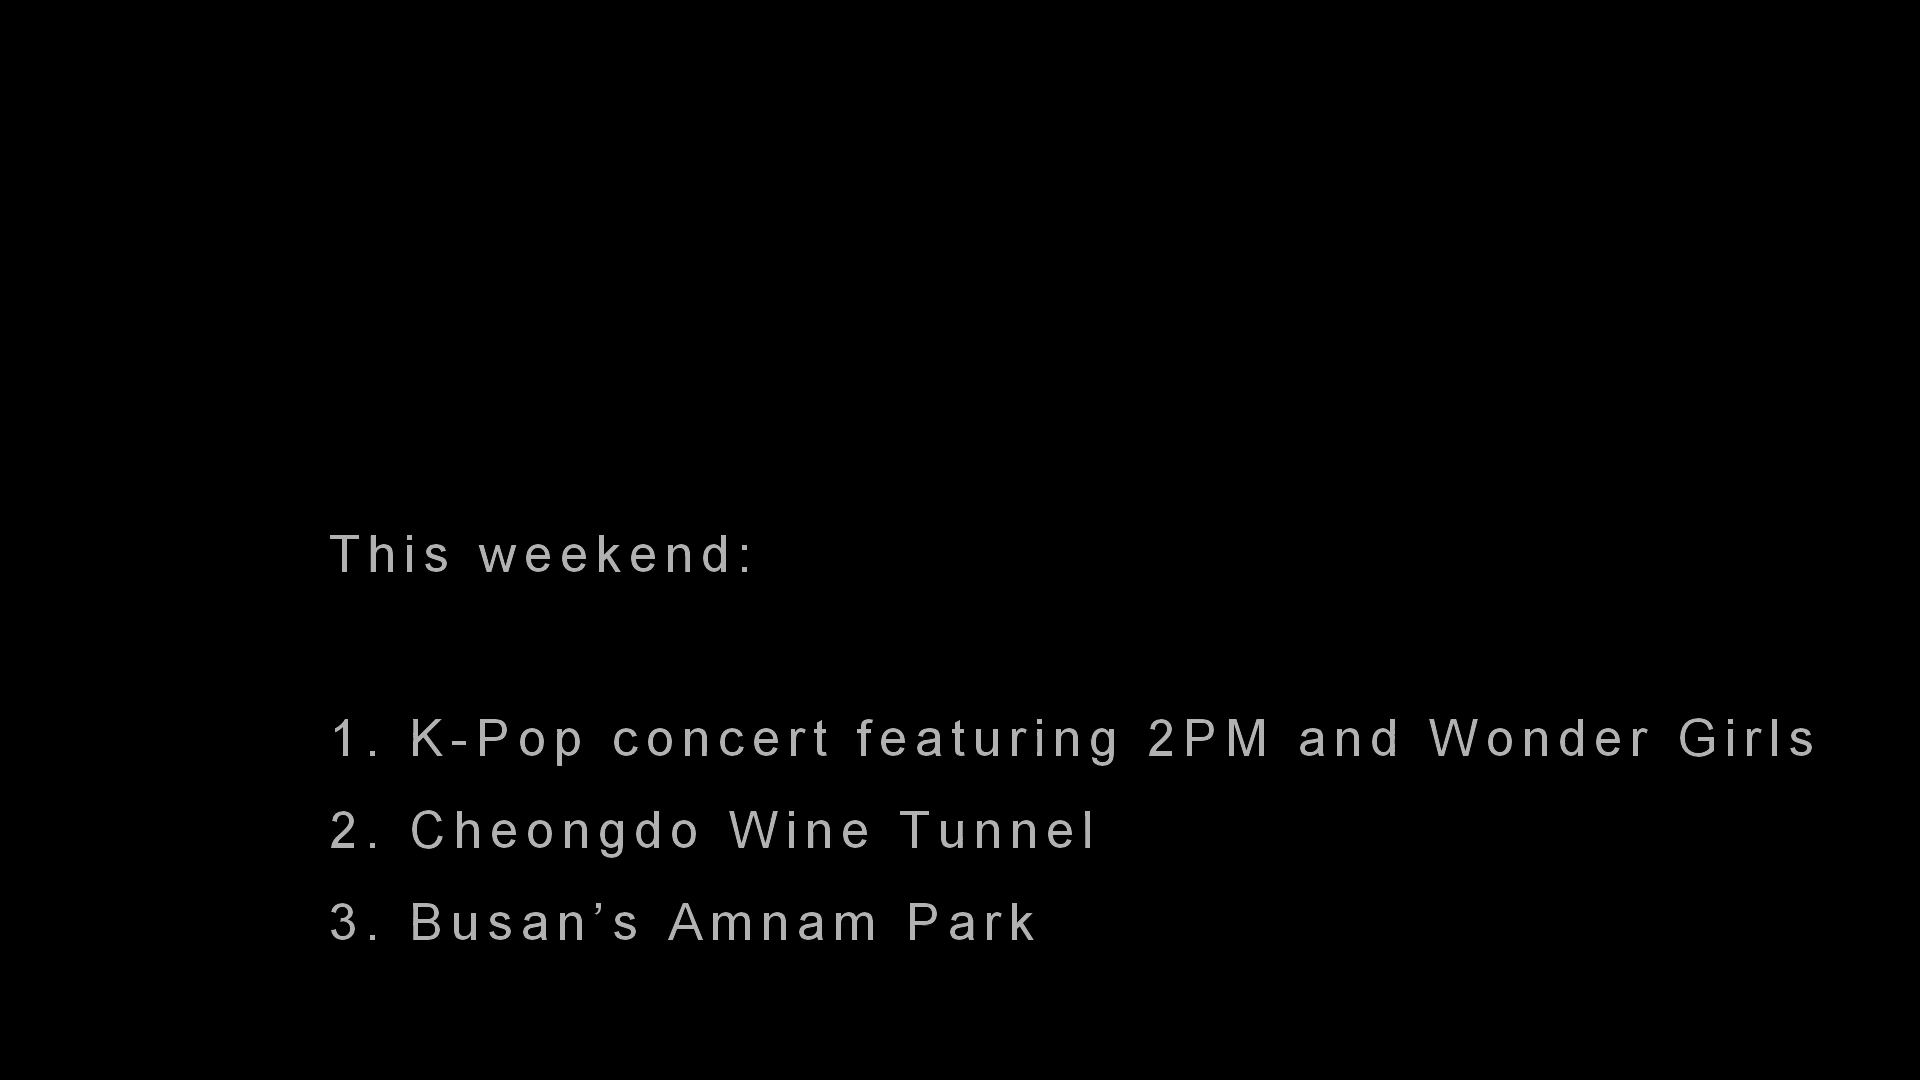 This weekend:
1. K-Pop concert featuring 2PM and Wonder Girls
2. Cheongdo Wine Tunnel
3. Busan’s Amnam Park